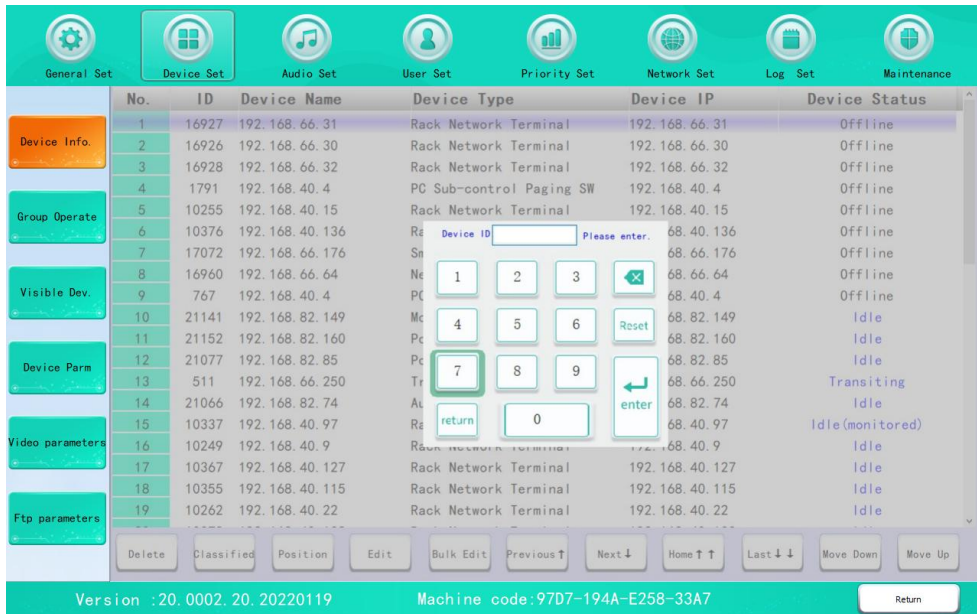 General Set Device Set Audio Set User Set Priority Set Network Set Log Set Maintenance
No. ID Device Name Device Type Device IP Device Status
Device Info.
Group Operate
Visible Dev.
Device Parm
Video parameters
Ftp parameters
1 16927 192.168.66.31 Rack Network Terminal 192.168.66.31 Offline
2 16926 192.168.66.30 Rack Network Terminal 192.168.66.30 Offline
3 16928 192.168.66.32 Rack Network Terminal 192.168.66.32 Offline
4 1791 192.168.40.4 PC Sub-control Paging SW 192.168.40.4 Offline
5 10255 192.168.40.15 Rack Network Terminal 192.168.40.15 Offline
6 10376 192.168.40.136 68.40.136 Offline
7 17072 192.168.66.176 68.66.176 Offline
8 16960 192.168.66.64 68.66.64 Offline
9 767 192.168.40.4 68.40.4 Offline
10 21141 192.168.82.149 68.82.149 Idle
11 21152 192.168.82.160 68.82.160 Idle
12 21077 192.168.82.85 68.82.85 Idle
13 511 192.168.66.250 68.66.250 Transiting
14 21066 192.168.82.74 68.82.74 Idle
15 10337 192.168.40.97 68.40.97 Idle(monitored)
16 10249 192.168.40.9 Rack Network Terminal 192.168.40.9 Idle
17 10367 192.168.40.127 Rack Network Terminal 192.168.40.127 Idle
18 10355 192.168.40.115 Rack Network Terminal 192.168.40.115 Idle
19 10262 192.168.40.22 Rack Network Terminal 192.168.40.22 Idle
Device ID Please enter.
1 2 3
4 5 6 Reset
7 8 9
enter
return 0
Delete Classified Position Edit Bulk Edit Previous↑ Next↓ Home↑↑ Last↓↓ Move Down Move Up
Version :20.0002.20.20220119 Machine code:97D7-194A-E258-33A7 Return